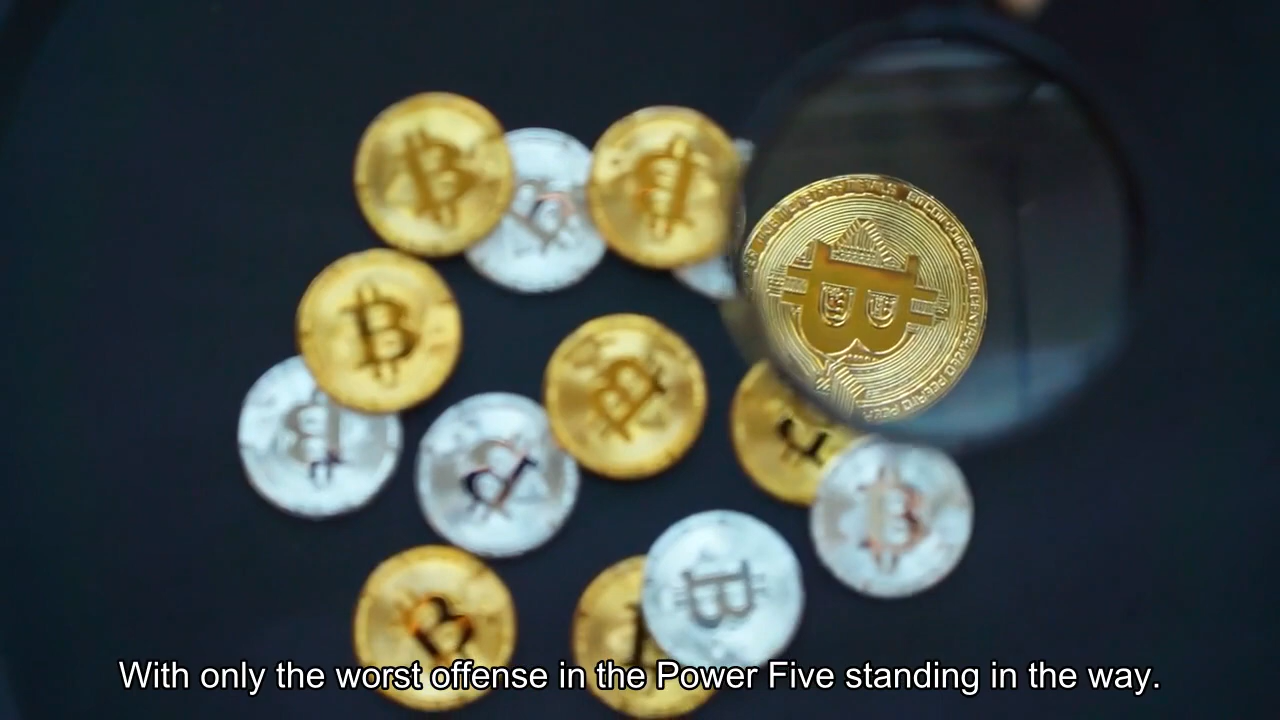 With only the worst offense in the Power Five standing in the way.